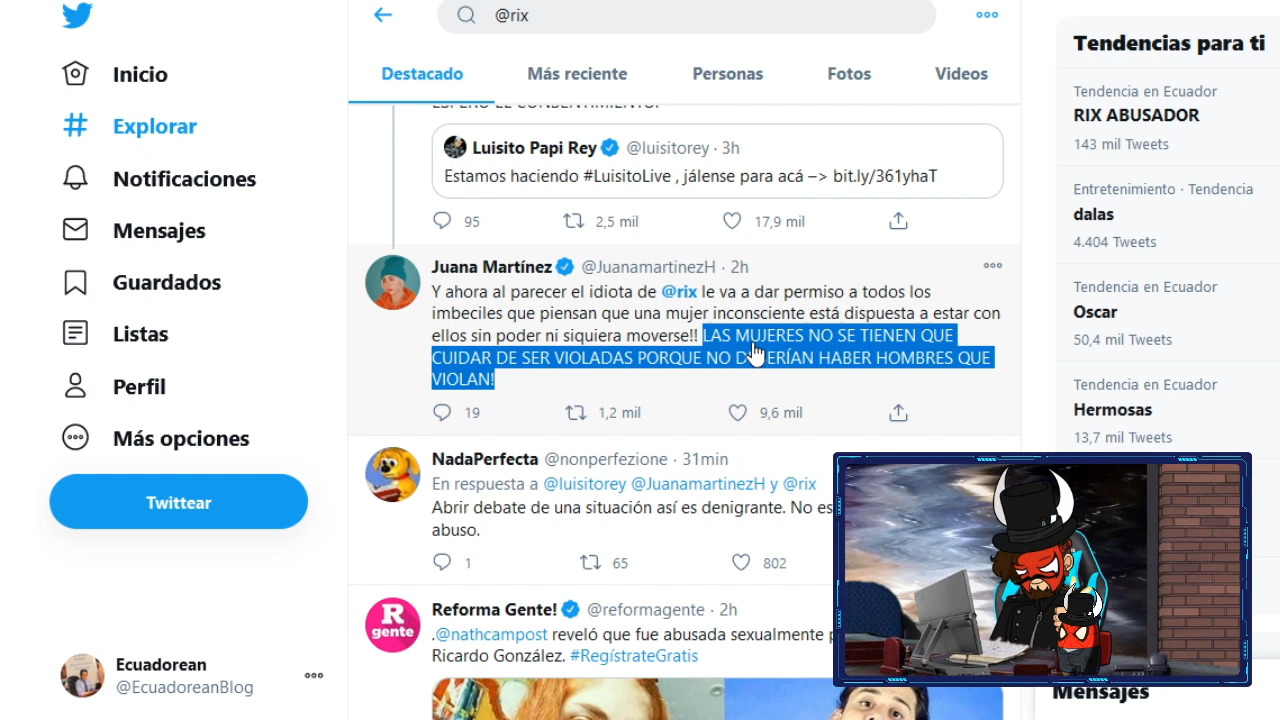 @rix
Inicio
Explorar
Notificaciones
Mensajes
Guardados
Listas
Perfil
Más opciones
Twittear
Ecuadorean
@EcuadoreanBlog
Destacado
Más reciente
Personas
Fotos
Videos
ESPERO EL CONSENTIMIENTO!
Luisito Papi Rey @luisitorey · 3h
Estamos haciendo #LuisitoLive , jálense para acá —> bit.ly/361yhaT
95 2,5 mil 17,9 mil
Juana Martínez @JuanamartinezH · 2h
Y ahora al parecer el idiota de @rix le va a dar permiso a todos los
imbeciles que piensan que una mujer inconsciente está dispuesta a estar con
ellos sin poder ni siquiera moverse!! LAS MUJERES NO SE TIENEN QUE
CUIDAR DE SER VIOLADAS PORQUE NO D ERÍAN HABER HOMBRES QUE
VIOLAN!
19 1,2 mil 9,6 mil
NadaPerfecta @nonperfezione · 31min
En respuesta a @luisitorey @JuanamartinezH y @rix
Abrir debate de una situación así es denigrante. No es
abuso.
1 65 802
R
gente
Reforma Gente! @reformagente · 2h
.@nathcampost reveló que fue abusada sexualmente
Ricardo González. #RegístrateGratis
Tendencias para ti
Tendencia en Ecuador
RIX ABUSADOR
143 mil Tweets
Entretenimiento · Tendencia
dalas
4.404 Tweets
Tendencia en Ecuador
Oscar
50,4 mil Tweets
Tendencia en Ecuador
Hermosas
13,7 mil Tweets
Mensajes